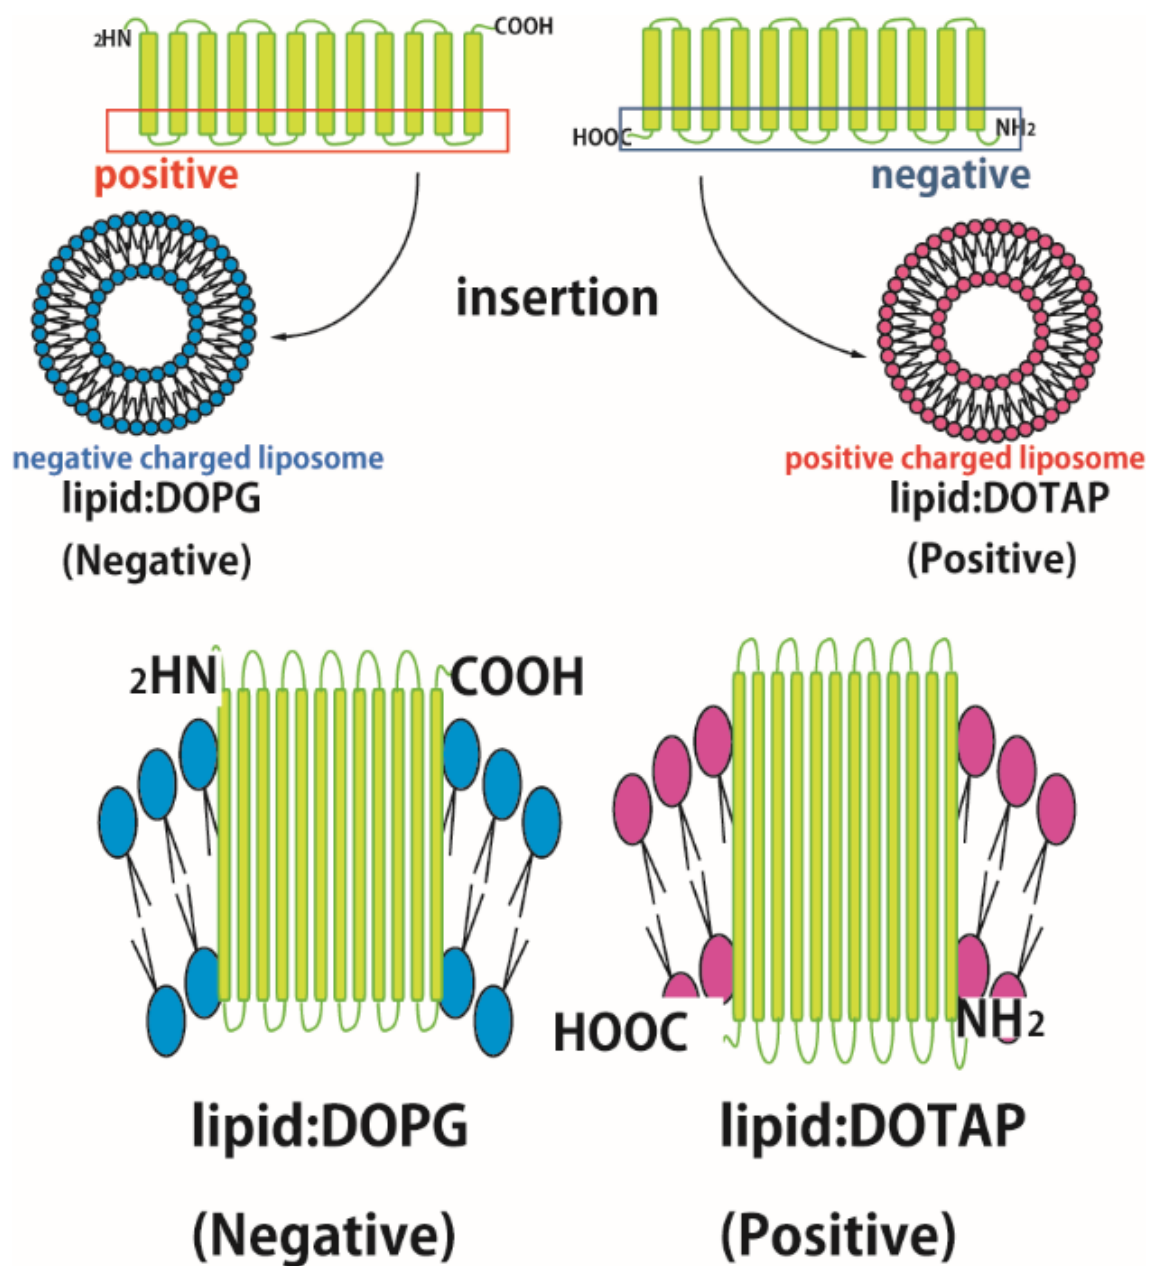 2HN
COOH
HOOC
NH2
positive
negative
insertion
negative charged liposome
positive charged liposome
lipid:DOPG
lipid:DOTAP
(Negative)
(Positive)
2HN
COOH
HOOC
NH2
lipid:DOPG
lipid:DOTAP
(Negative)
(Positive)